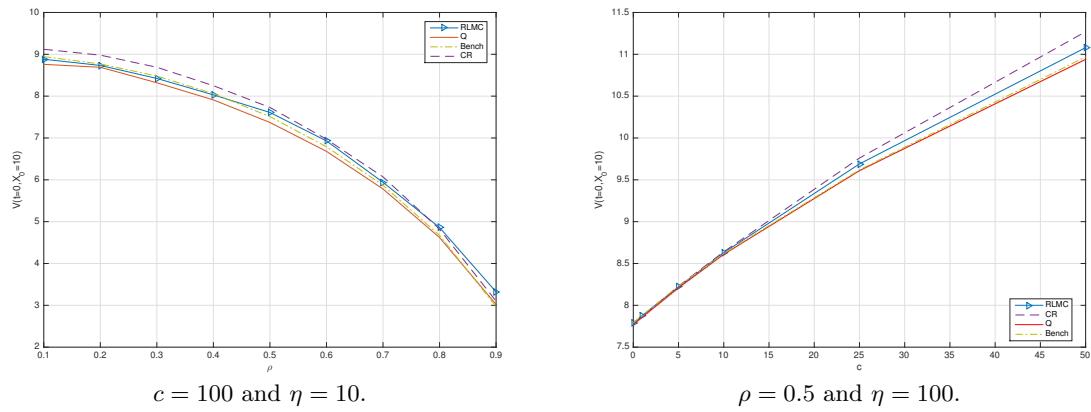 10
9
8
7
6
5
4
3
2
V(t=0,X₀=10)
0.1 0.2 0.3 0.4 0.5 0.6 0.7 0.8 0.9
ρ
RLMC
Q
Bench
CR
c = 100 and η = 10.
11.5
11
10.5
10
9.5
9
8.5
8
7.5
V(t=0,X₀=10)
0 5 10 15 20 25 30 35 40 45 50
c
RLMC
CR
Q
Bench
ρ = 0.5 and η = 100.